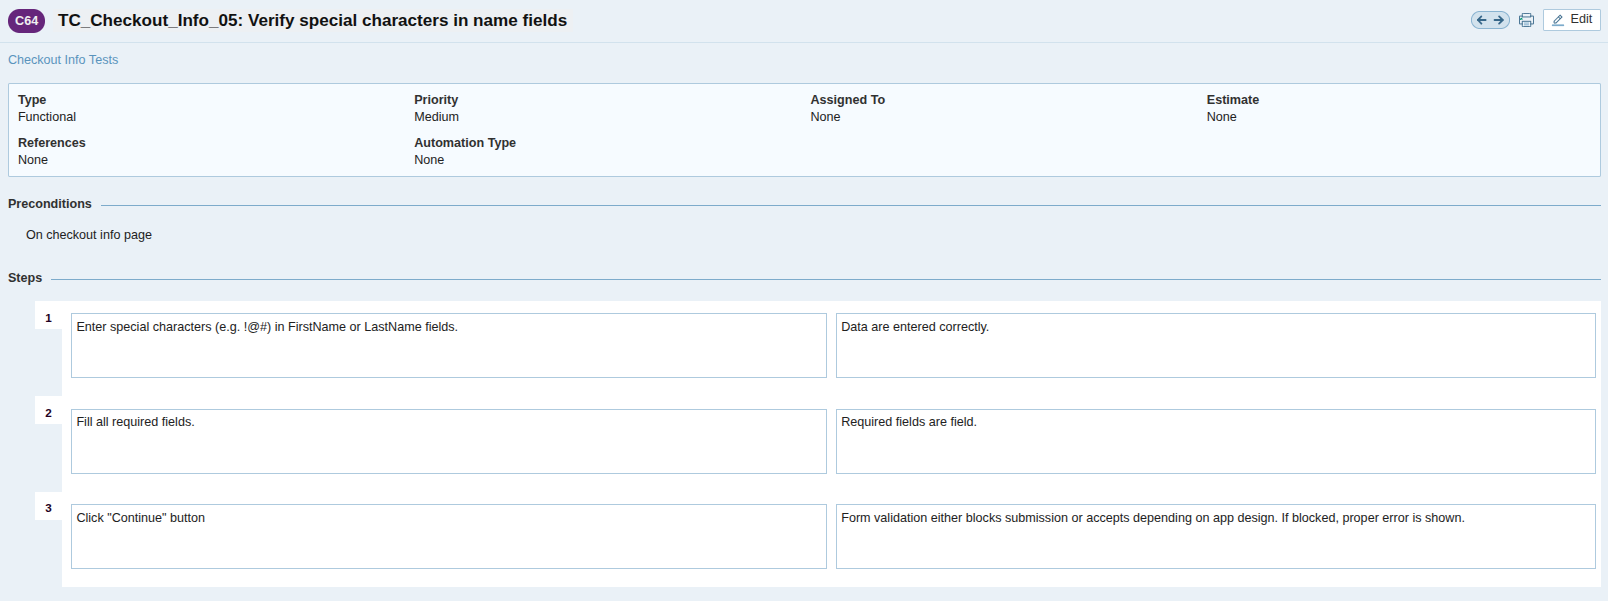 C64 TC_Checkout_Info_05: Verify special characters in name fields Edit
Checkout Info Tests
Type Priority Assigned To Estimate
Functional Medium None None
References Automation Type
None None
Preconditions
On checkout info page
Steps
1 Enter special characters (e.g. !@#) in FirstName or LastName fields. Data are entered correctly.
2 Fill all required fields. Required fields are field.
3 Click "Continue" button Form validation either blocks submission or accepts depending on app design. If blocked, proper error is shown.